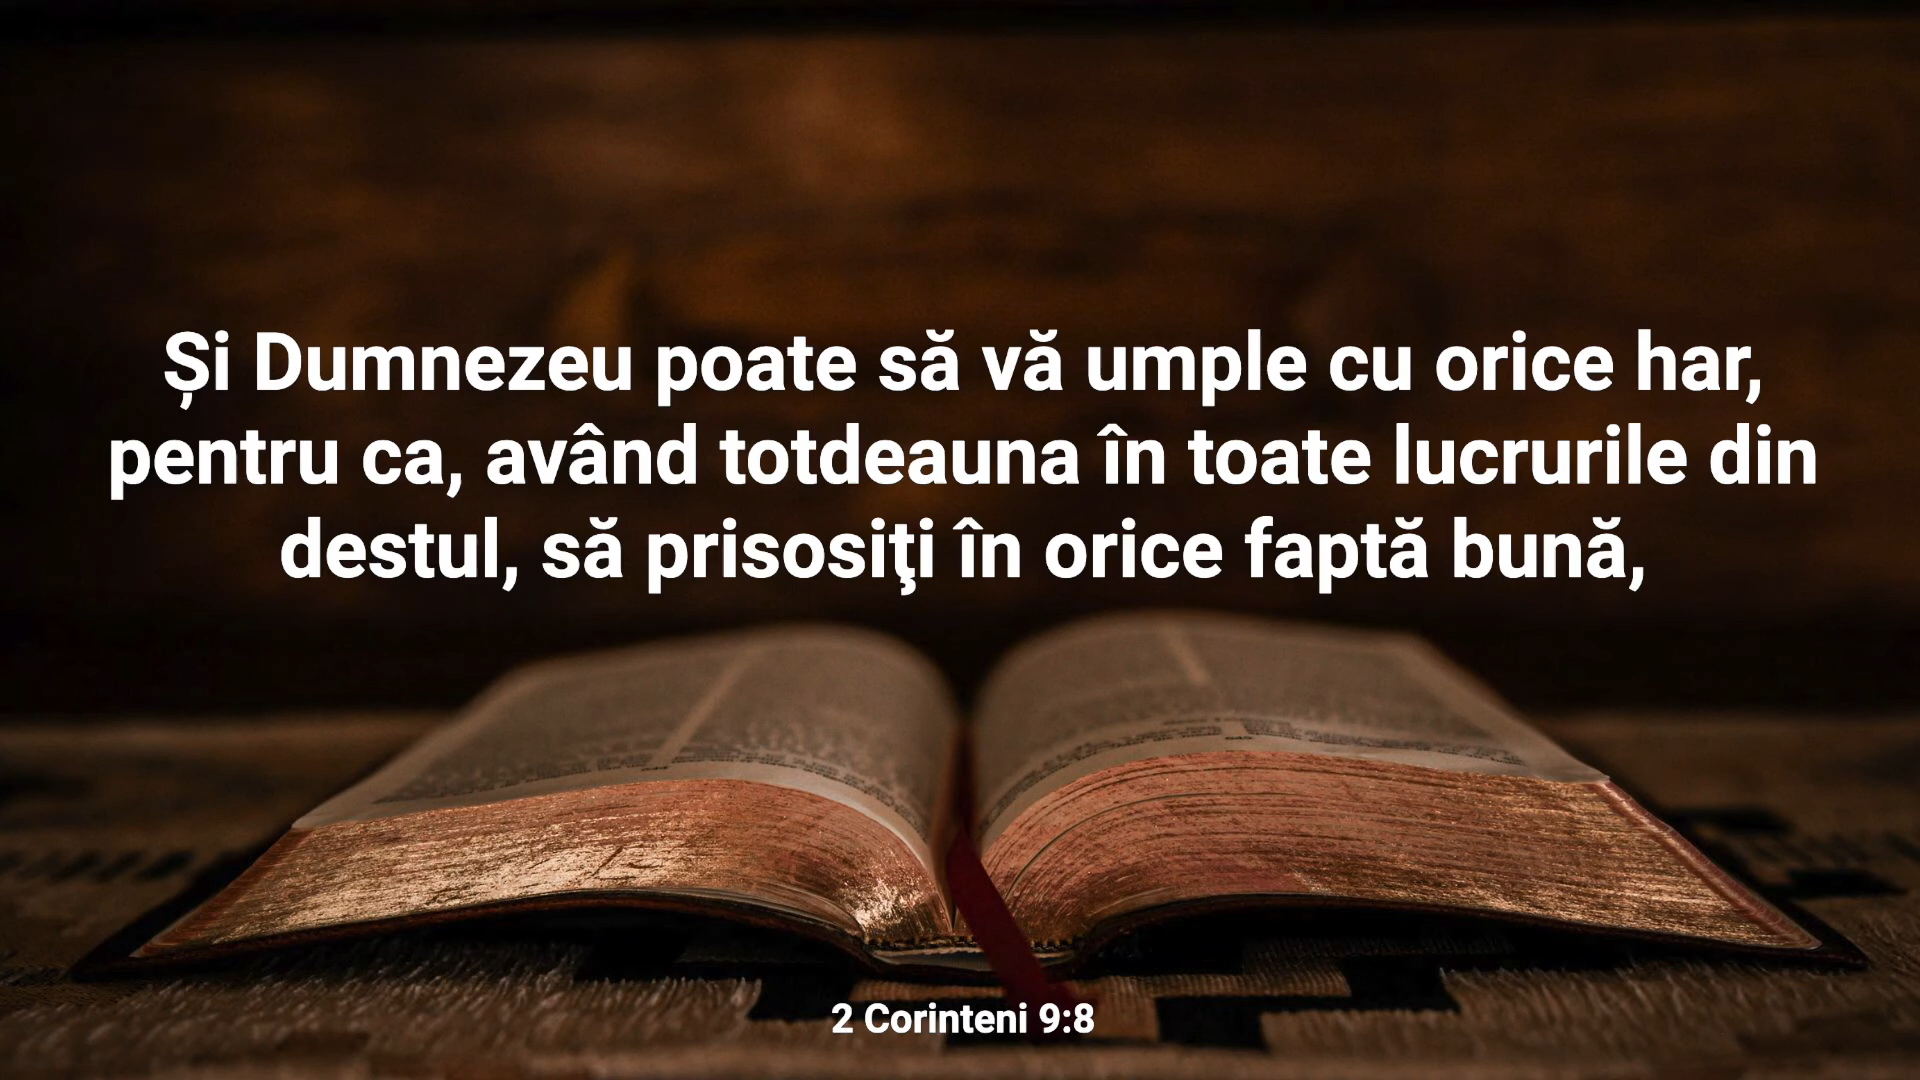 Și Dumnezeu poate să vă umple cu orice har,
pentru ca, având totdeauna în toate lucrurile din
destul, să prisosiţi în orice faptă bună,
2 Corinteni 9:8